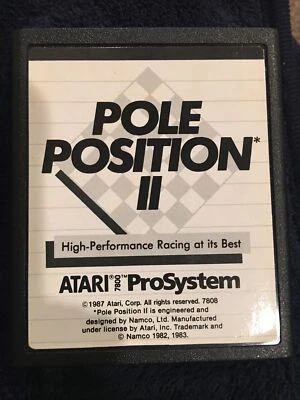 POLE
POSITION*
II
High-Performance Racing at its Best
ATARI® 7800™ ProSystem
©1987 Atari, Corp. All rights reserved. 7808
*Pole Position II is engineered and
designed by Namco, Ltd. Manufactured
under license by Atari, Inc. Trademark and
© Namco 1982, 1983.